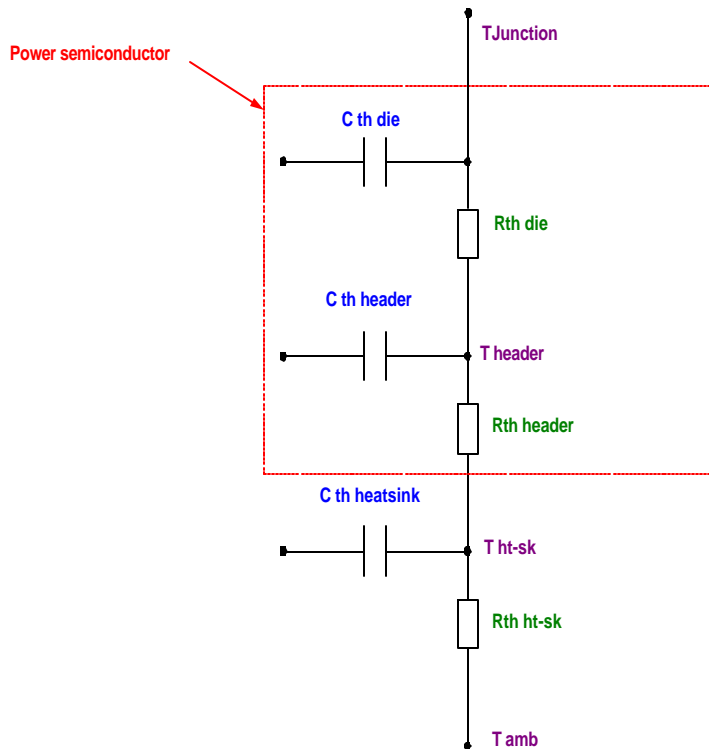 TJunction
Power semiconductor
C th die
Rth die
C th header
T header
Rth header
C th heatsink
T ht-sk
Rth ht-sk
T amb